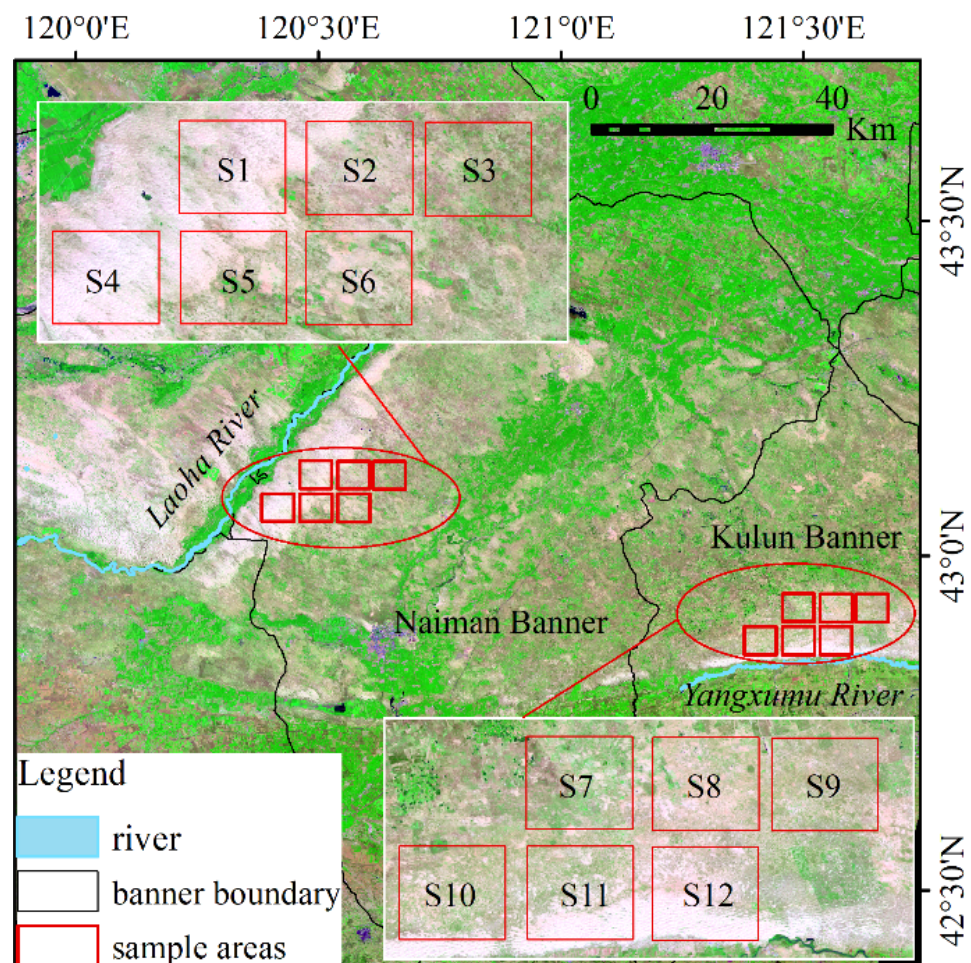 120°0'E 120°30'E 121°0'E 121°30'E
0 20 40
Km
S1 S2 S3
S4 S5 S6
43°30'N
Laoha River
Kulun Banner
43°0'N
Naiman Banner
Yangxumu River
Legend
river
banner boundary
sample areas
S7 S8 S9
S10 S11 S12
42°30'N